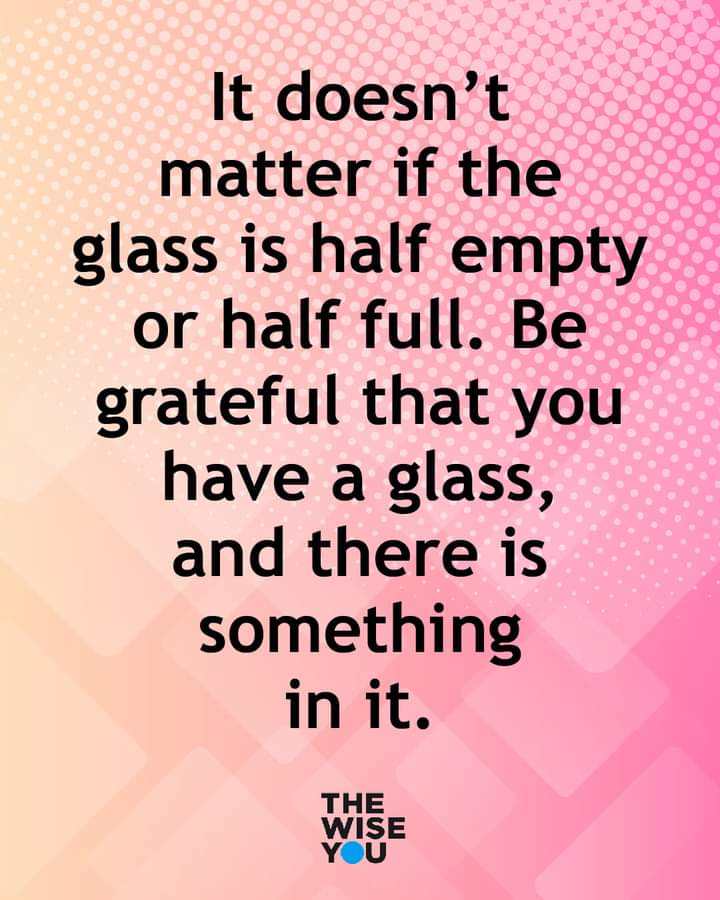 It doesn’t
matter if the
glass is half empty
or half full. Be
grateful that you
have a glass,
and there is
something
in it.
THE
WISE
YOU